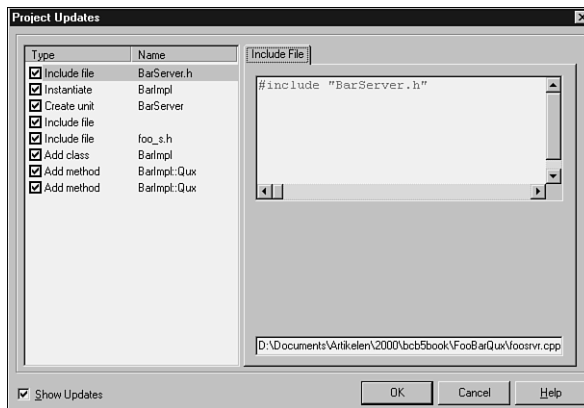 Project Updates
Type Name
Include file BarServer.h
Instantiate BarImpl
Create unit BarServer
Include file
Include file foo_s.h
Add class BarImpl
Add method BarImpl::Qux
Add method BarImpl::Qux
Include File
#include "BarServer.h"
D:\Documents\Artikelen\2000\bcb5book\FooBarQux\foosrvr.cpp
Show Updates
OK Cancel Help